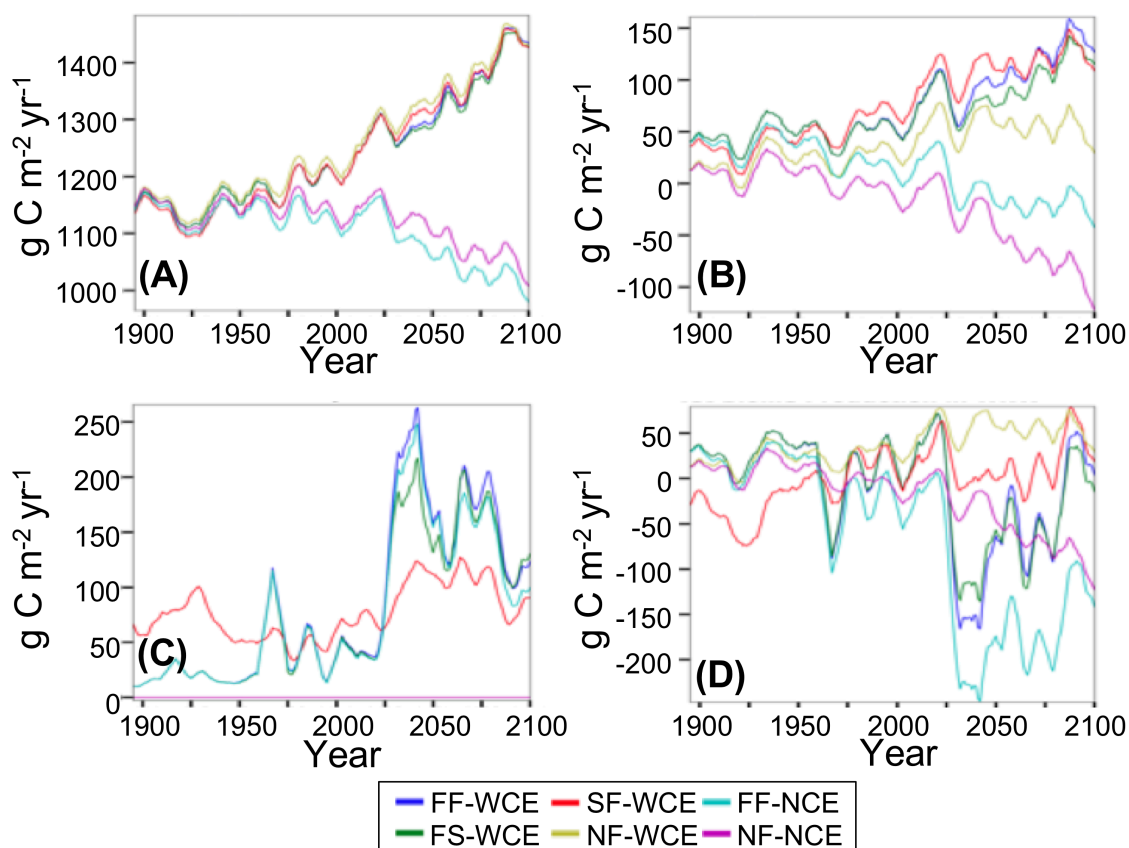 g C m-2 yr-1
1400
1300
1200
1100
1000
(A)
1900 1950 2000 2050 2100
Year
g C m-2 yr-1
150
100
50
0
-50
-100
(B)
1900 1950 2000 2050 2100
Year
g C m-2 yr-1
250
200
150
100
50
0
(C)
1900 1950 2000 2050 2100
Year
g C m-2 yr-1
50
0
-50
-100
-150
-200
(D)
1900 1950 2000 2050 2100
Year
FF-WCE SF-WCE FF-NCE
FS-WCE NF-WCE NF-NCE